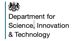 Department for
Science, Innovation
& Technology